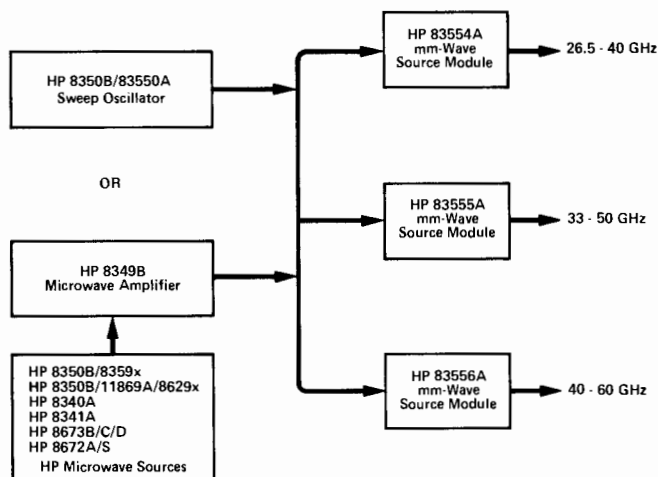 HP 8350B/83550A
Sweep Oscillator
OR
HP 8349B
Microwave Amplifier
HP 8350B/8359x
HP 8350B/11869A/8629x
HP 8340A
HP 8341A
HP 8673B/C/D
HP 8672A/S
HP Microwave Sources
HP 83554A
mm-Wave
Source Module
26.5 - 40 GHz
HP 83555A
mm-Wave
Source Module
33 - 50 GHz
HP 83556A
mm-Wave
Source Module
40 - 60 GHz